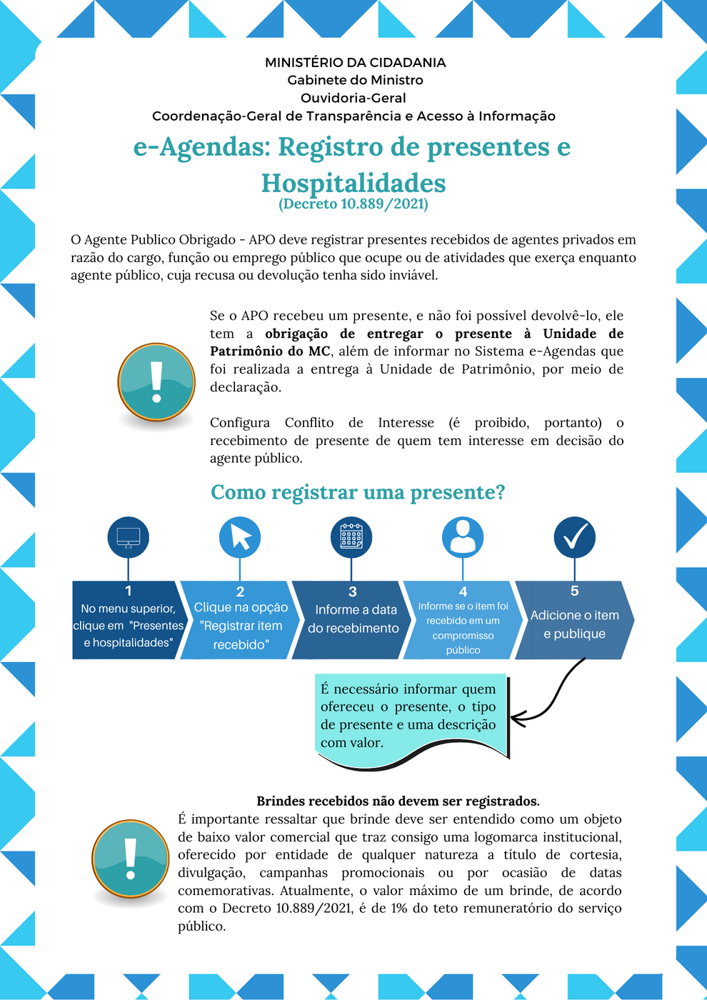 MINISTÉRIO DA CIDADANIA
Gabinete do Ministro
Ouvidoria-Geral
Coordenação-Geral de Transparência e Acesso à Informação
e-Agendas: Registro de presentes e
Hospitalidades
(Decreto 10.889/2021)
O Agente Publico Obrigado - APO deve registrar presentes recebidos de agentes privados em
razão do cargo, função ou emprego público que ocupe ou de atividades que exerça enquanto
agente público, cuja recusa ou devolução tenha sido inviável.
Se o APO recebeu um presente, e não foi possível devolvê-lo, ele
tem a obrigação de entregar o presente à Unidade de
Patrimônio do MC, além de informar no Sistema e-Agendas que
foi realizada a entrega à Unidade de Patrimônio, por meio de
declaração.
Configura Conflito de Interesse (é proibido, portanto) o
recebimento de presente de quem tem interesse em decisão do
agente público.
Como registrar uma presente?
1
No menu superior,
clique em "Presentes
e hospitalidades"
2
Clique na opção
"Registrar item
recebido"
3
Informe a data
do recebimento
4
Informe se o item foi
recebido em um
compromisso
público
5
Adicione o item
e publique
É necessário informar quem
ofereceu o presente, o tipo
de presente e uma descrição
com valor.
Brindes recebidos não devem ser registrados.
É importante ressaltar que brinde deve ser entendido como um objeto
de baixo valor comercial que traz consigo uma logomarca institucional,
oferecido por entidade de qualquer natureza a título de cortesia,
divulgação, campanhas promocionais ou por ocasião de datas
comemorativas. Atualmente, o valor máximo de um brinde, de acordo
com o Decreto 10.889/2021, é de 1% do teto remuneratório do serviço
público.